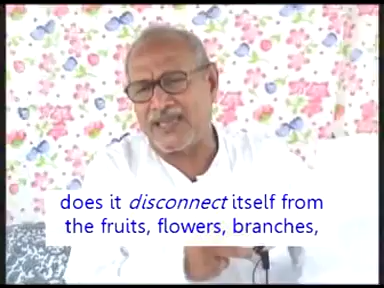 does it disconnect itself from
the fruits, flowers, branches,